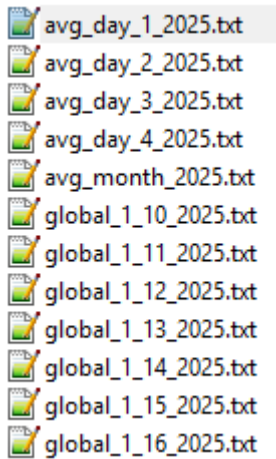 avg_day_1_2025.txt
avg_day_2_2025.txt
avg_day_3_2025.txt
avg_day_4_2025.txt
avg_month_2025.txt
global_1_10_2025.txt
global_1_11_2025.txt
global_1_12_2025.txt
global_1_13_2025.txt
global_1_14_2025.txt
global_1_15_2025.txt
global_1_16_2025.txt